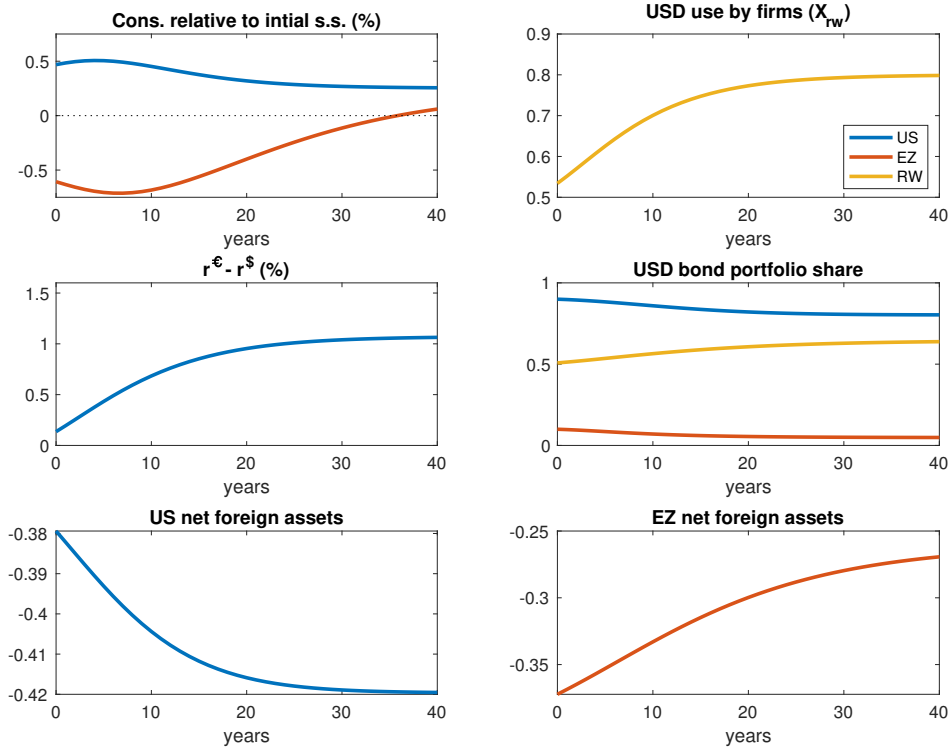 Cons. relative to intial s.s. (%)
0.5
0
-0.5
0 10 20 30 40
years
USD use by firms (X_rw)
0.9
0.8
0.7
0.6
0.5
US
EZ
RW
0 10 20 30 40
years
r^€ - r^$ (%)
1.5
1
0.5
0
0 10 20 30 40
years
USD bond portfolio share
1
0.5
0
0 10 20 30 40
years
US net foreign assets
-0.38
-0.39
-0.4
-0.41
-0.42
0 10 20 30 40
years
EZ net foreign assets
-0.25
-0.3
-0.35
0 10 20 30 40
years